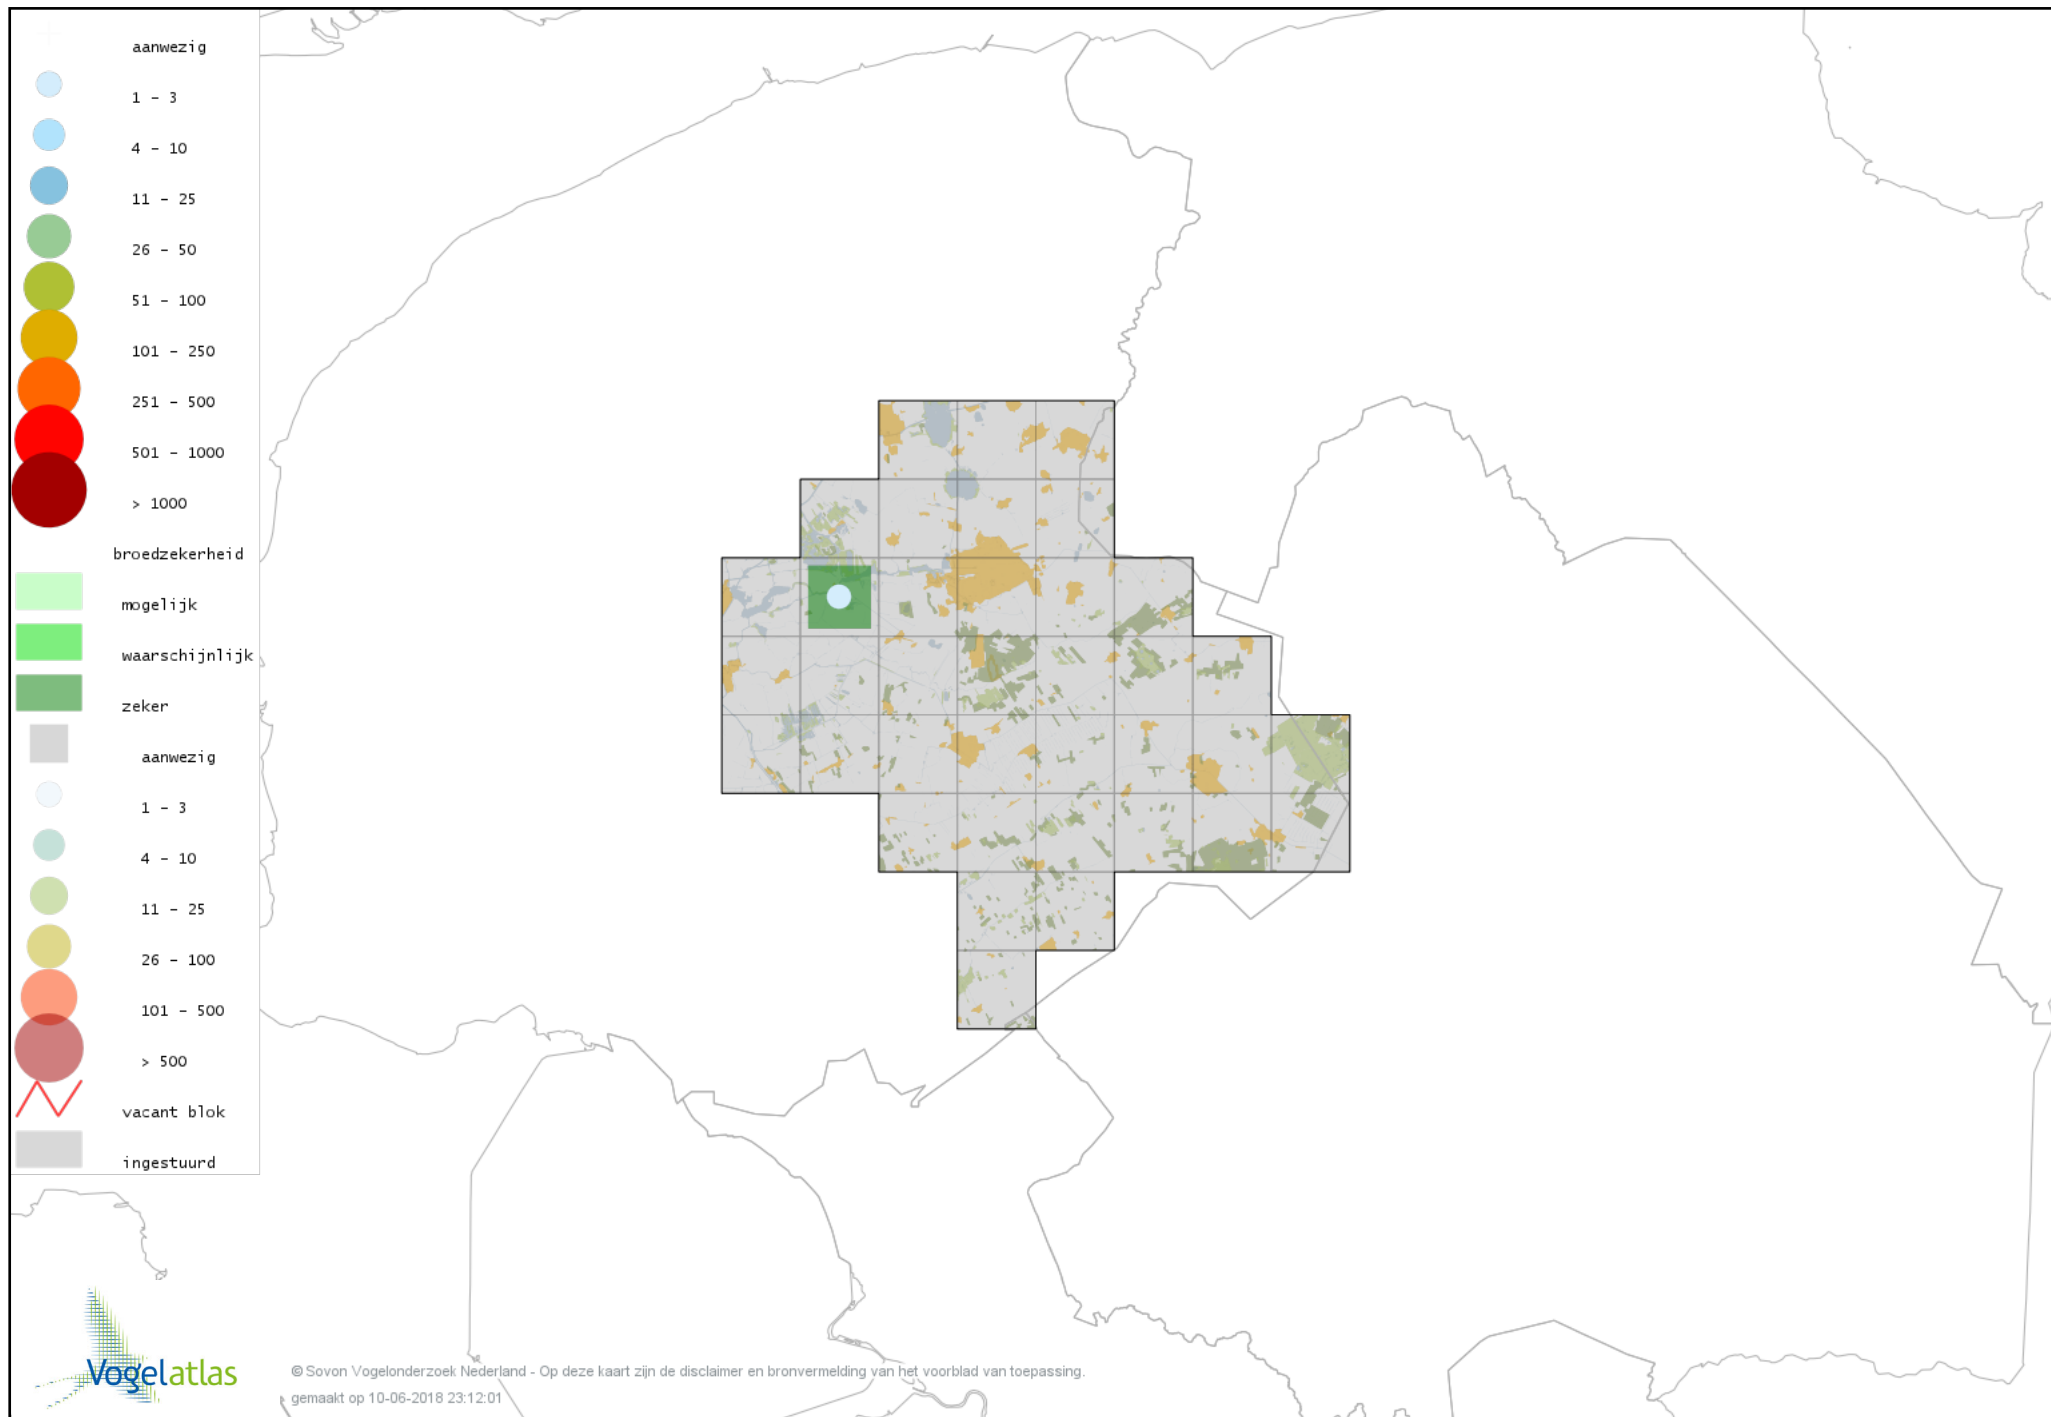 aanwezig
1 - 3
4 - 10
11 - 25
26 - 50
51 - 100
101 - 250
251 - 500
501 - 1000
> 1000
broedzekerheid
mogelijk
waarschijnlijk
zeker
aanwezig
1 - 3
4 - 10
11 - 25
26 - 100
101 - 500
> 500
vacant blok
ingestuurd
Vogelatlas
© Sovon Vogelonderzoek Nederland - Op deze kaart zijn de disclaimer en bronvermelding van het voorblad van toepassing.
gemaakt op 10-06-2018 23:12:01